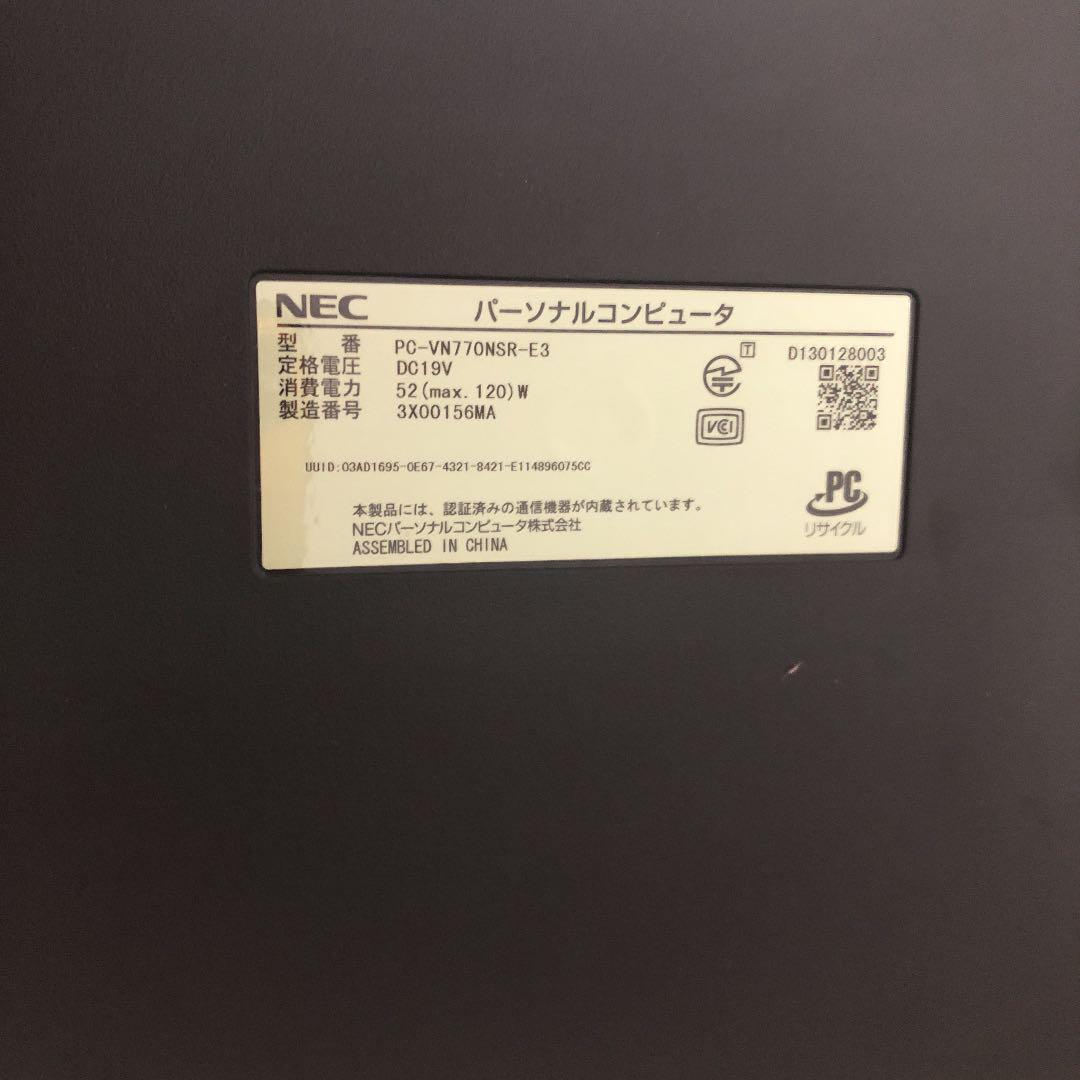 NEC パーソナルコンピュータ
型番 PC-VN770NSR-E3
定格電圧 DC19V
消費電力 52(max.120)W
製造番号 3X00156MA
T
D130128003
VCI
UUID:03AD1695-0E67-4321-8421-E114896075CC
本製品には、認証済みの通信機器が内蔵されています。
NECパーソナルコンピュータ株式会社
ASSEMBLED IN CHINA
PC
リサイクル